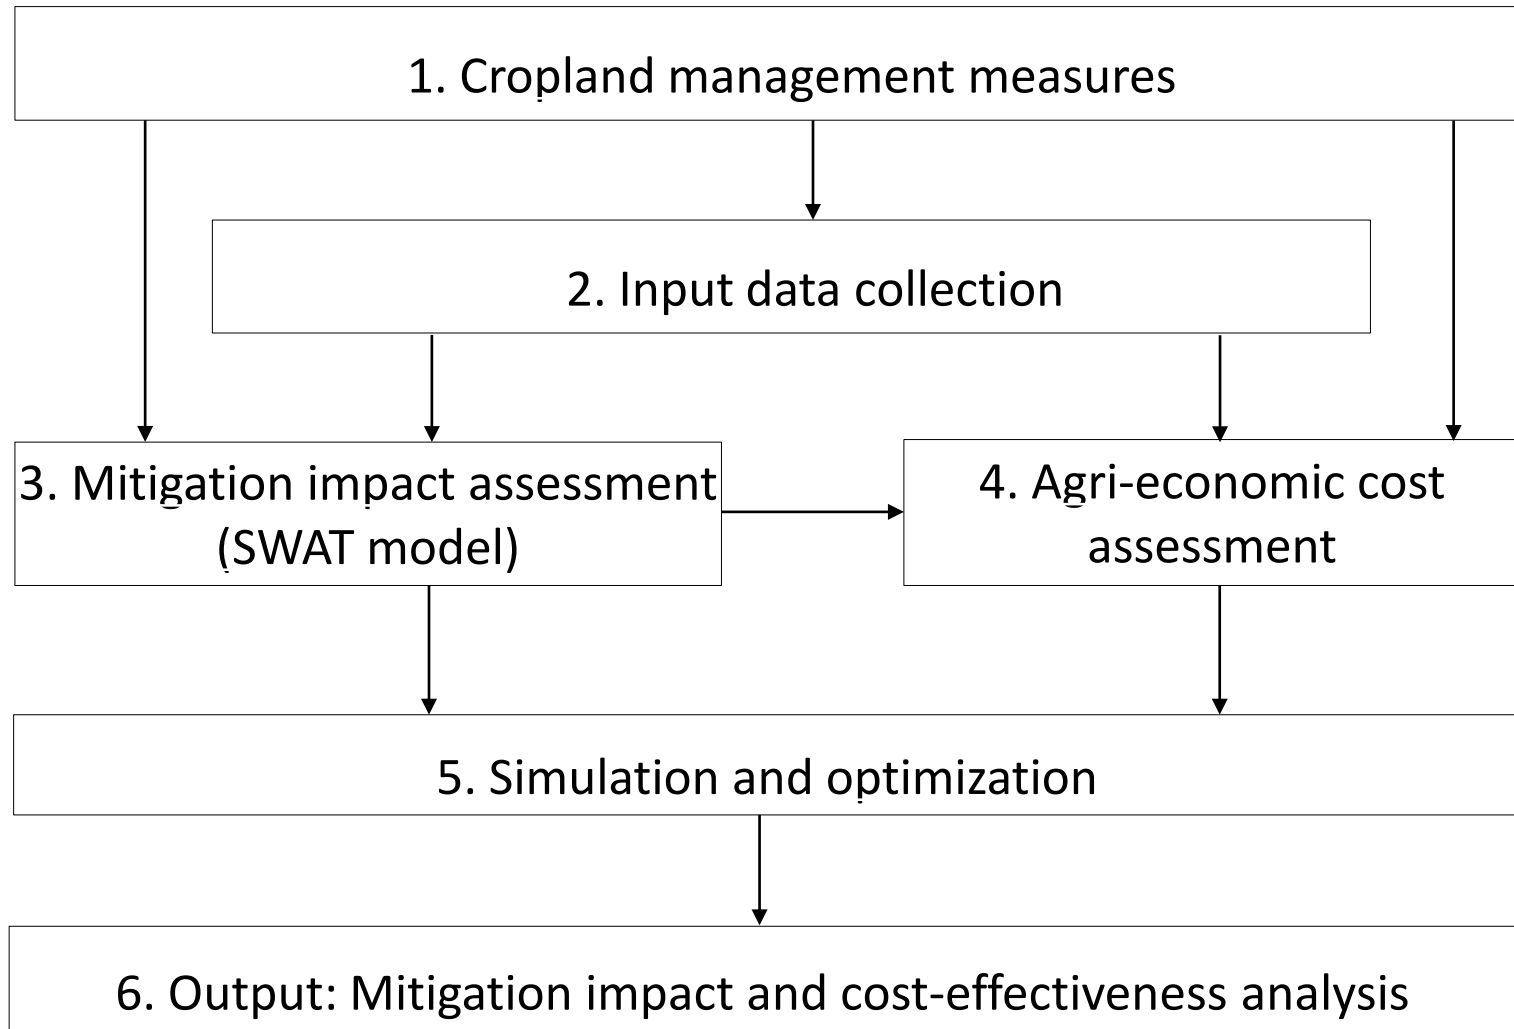 1. Cropland management measures
2. Input data collection
3. Mitigation impact assessment
(SWAT model)
4. Agri-economic cost
assessment
5. Simulation and optimization
6. Output: Mitigation impact and cost-effectiveness analysis